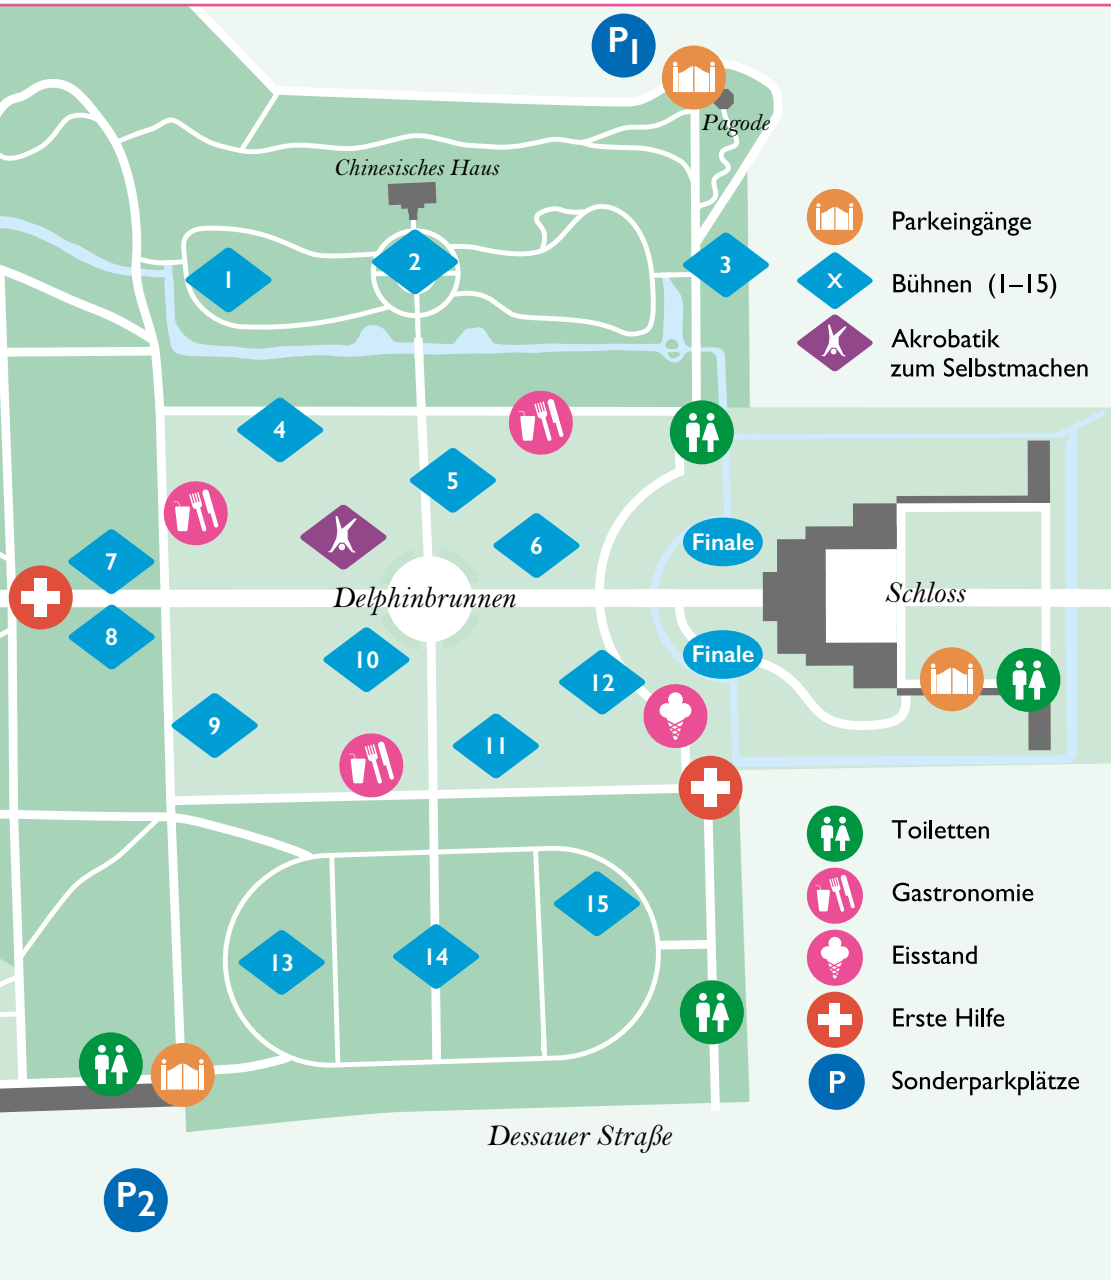 P1
Pagode
Chinesisches Haus
Parkeingänge
1
2
3
X
Bühnen (1–15)
Akrobatik
zum Selbstmachen
4
5
6
Finale
7
Delphinbrunnen
Schloss
8
10
Finale
12
9
11
Toiletten
Gastronomie
15
Eisstand
13
14
Erste Hilfe
P
Sonderparkplätze
Dessauer Straße
P2